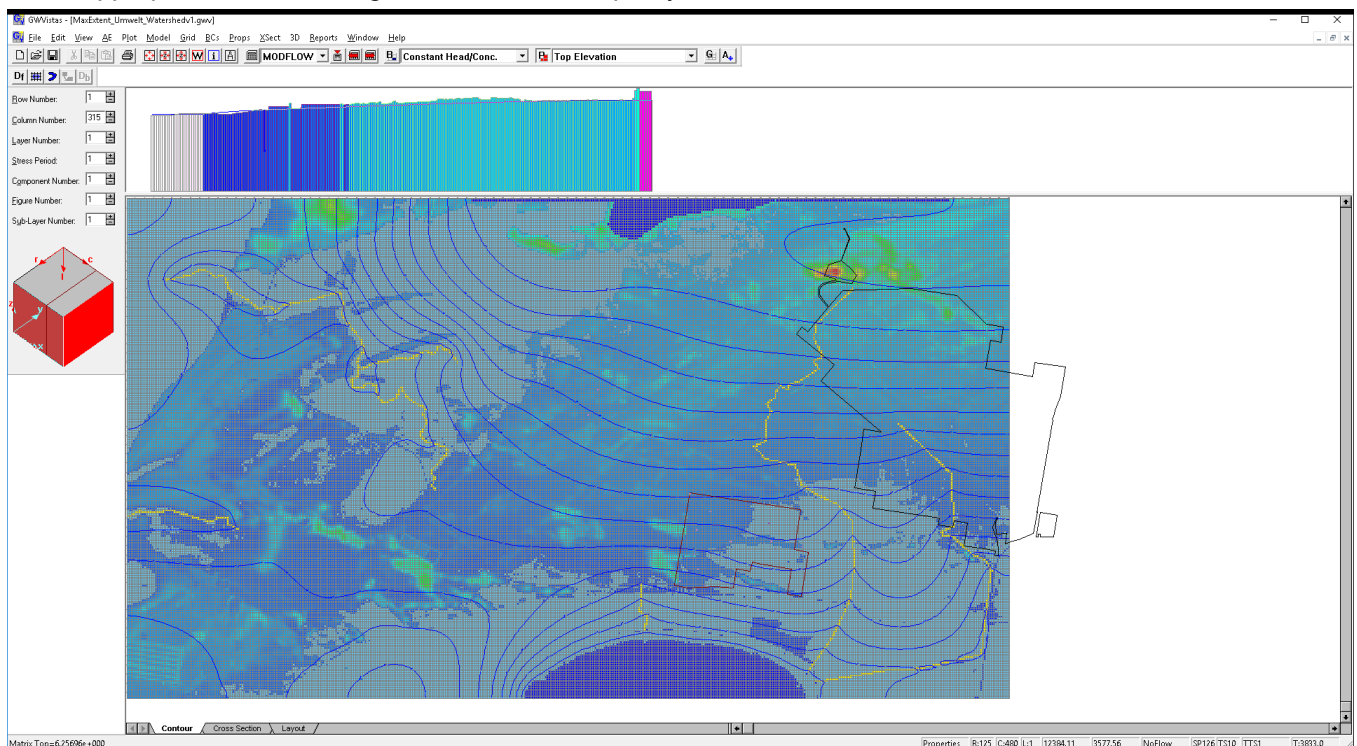 GWVistas - [MaxExtent_Umwelt_Watershedv1.gwv]
File Edit View AE Plot Model Grid BCs Props XSect 3D Reports Window Help
MODFLOW Constant Head/Conc. Top Elevation
Row Number: 1
Column Number: 315
Layer Number: 1
Stress Period: 1
Component Number: 1
Figure Number: 1
Sub-Layer Number: 1
r c
z y
x
Contour Cross Section Layout
Matrix Top=6.25696e+000 Properties R:125 C:480 L:1 12384.11 3577.56 NoFlow SP126 TS10 TTS1 T:3833.0